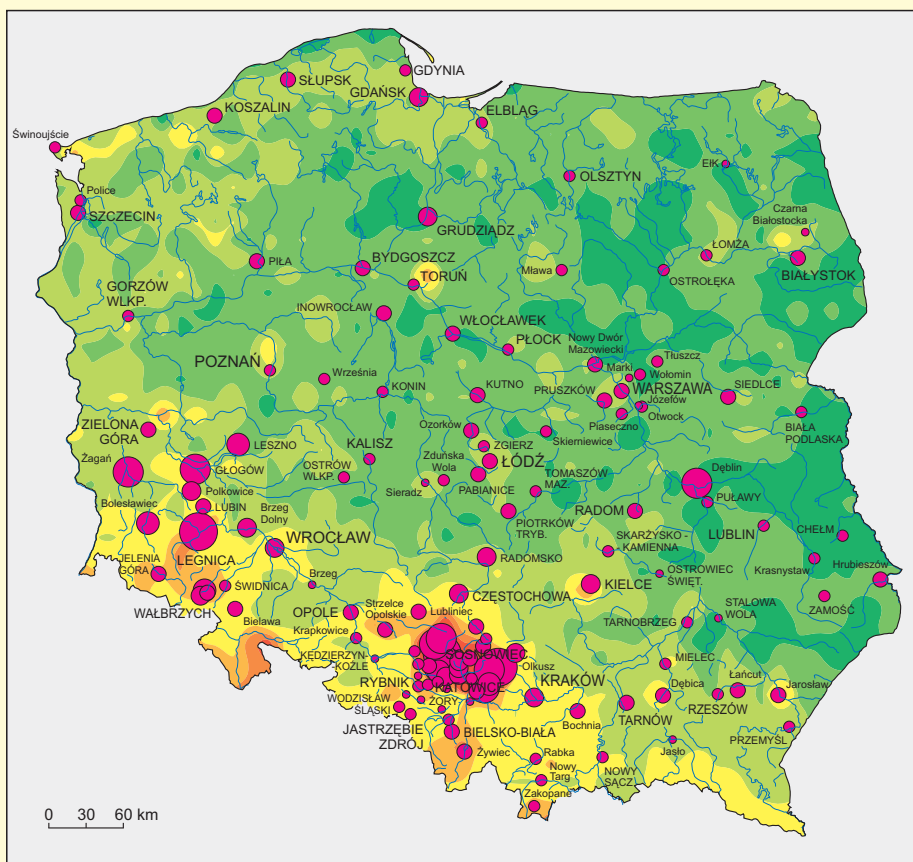 GDYNIA
SŁUPSK
GDAŃSK
KOSZALIN
ELBLĄG
Świnoujście
EŁK
OLSZTYN
Police
SZCZECIN
Czarna
Białostocka
GRUDZIĄDZ
ŁOMŻA
PIŁA
BYDGOSZCZ
Mława
BIAŁYSTOK
TORUŃ
OSTROŁĘKA
GORZÓW
WLKP.
INOWROCŁAW
WŁOCŁAWEK
PŁOCK
Nowy Dwór
Mazowiecki
Tłuszcz
POZNAŃ
Marki
Wołomin
Września
KONIN
KUTNO
PRUSZKÓW
WARSZAWA
SIEDLCE
Józefów
Otwock
Piaseczno
BIAŁA
PODLASKA
ZIELONA
GÓRA
LESZNO
KALISZ
Ozorków
ZGIERZ
Skierniewice
Żagań
GŁOGÓW
OSTRÓW
WLKP.
Zduńska
Wola
ŁÓDŹ
TOMASZÓW
MAZ.
Dęblin
Polkowice
Sieradz
PABIANICE
PUŁAWY
Bolesławiec
LUBIN
Brzeg
Dolny
PIOTRKÓW
TRYB.
RADOM
LUBLIN
CHEŁM
WROCŁAW
SKARŻYSKO -
- KAMIENNA
LEGNICA
JELENIA
GÓRA
RADOMSKO
Krasnystaw
Hrubieszów
ŚWIDNICA
Brzeg
KIELCE
OSTROWIEC
ŚWIĘT.
WAŁBRZYCH
CZĘSTOCHOWA
ZAMOŚĆ
Bielawa
OPOLE
Strzelce
Opolskie
Lubliniec
STALOWA
WOLA
TARNOBRZEG
Krapkowice
KĘDZIERZYN-
KOŹLE
SOSNOWIEC
Olkusz
MIELEC
RYBNIK
KATOWICE
KRAKÓW
Dębica
Łańcut
Jarosław
WODZISŁAW
ŚLĄSKI
ŻORY
TARNÓW
RZESZÓW
JASTRZĘBIE
ZDRÓJ
BIELSKO-BIAŁA
Bochnia
PRZEMYŚL
Żywiec
Rabka
Jasło
Nowy
Targ
NOWY
SĄCZ
Zakopane
0 30 60 km